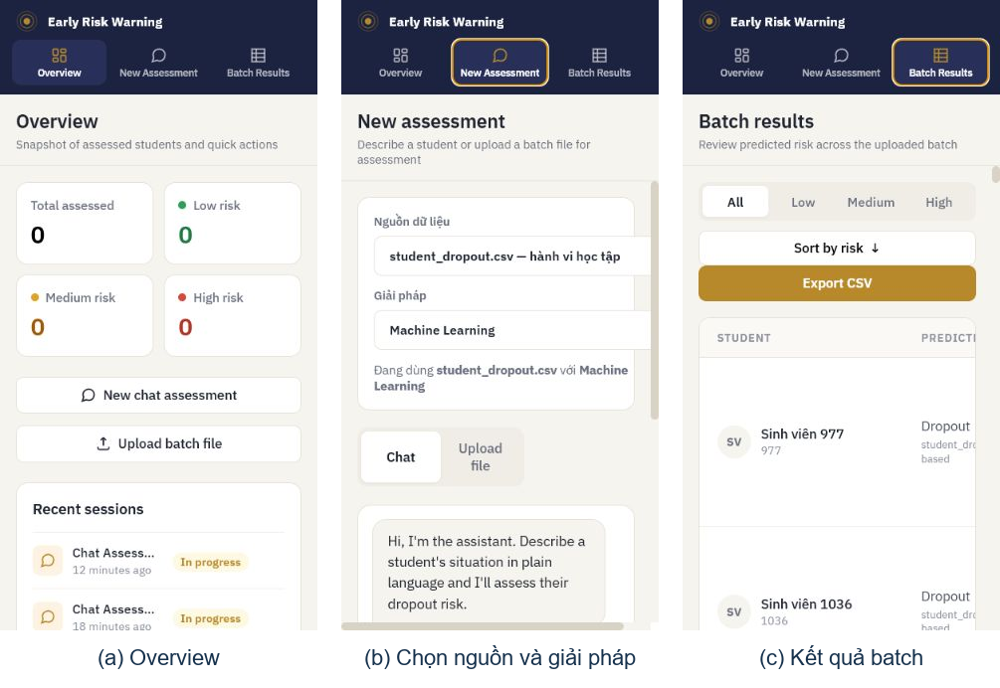 Early Risk Warning
Overview
New Assessment
Batch Results
Overview
Snapshot of assessed students and quick actions
Total assessed
0
Low risk
0
Medium risk
0
High risk
0
New chat assessment
Upload batch file
Recent sessions
Chat Assess...
12 minutes ago
In progress
Chat Assess...
18 minutes ago
In progress
(a) Overview
Early Risk Warning
Overview
New Assessment
Batch Results
New assessment
Describe a student or upload a batch file for
assessment
Nguồn dữ liệu
student_dropout.csv — hành vi học tập
Giải pháp
Machine Learning
Đang dùng student_dropout.csv với Machine
Learning
Chat
Upload
file
Hi, I'm the assistant. Describe a
student's situation in plain
language and I'll assess their
dropout risk.
(b) Chọn nguồn và giải pháp
Early Risk Warning
Overview
New Assessment
Batch Results
Batch results
Review predicted risk across the uploaded batch
All
Low
Medium
High
Sort by risk ↓
Export CSV
STUDENT
PREDICTI
SV
Sinh viên 977
977
Dropout
student_dro
based
SV
Sinh viên 1036
1036
Dropout
student_dro
based
(c) Kết quả batch